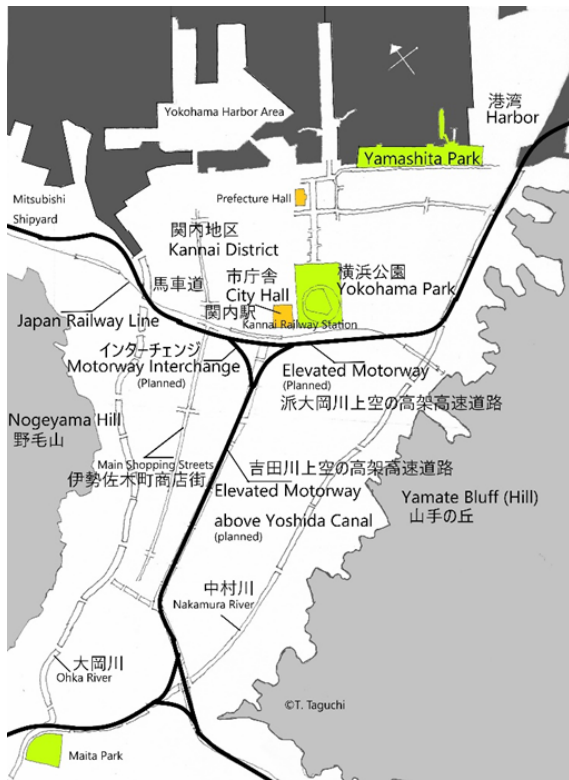 Yokohama Harbor Area
港湾
Harbor
Yamashita Park
Mitsubishi
Shipyard
Prefecture Hall
関内地区
Kannai District
馬車道
市庁舎
City Hall
横浜公園
Yokohama Park
関内駅
Kannai Railway Station
Japan Railway Line
インターチェンジ
Motorway Interchange
(Planned)
Elevated Motorway
(Planned)
派大岡川上空の高架高速道路
Nogeyama Hill
野毛山
Main Shopping Streets
伊勢佐木町商店街
吉田川上空の高架高速道路
Elevated Motorway
above Yoshida Canal
(planned)
Yamate Bluff (Hill)
山手の丘
中村川
Nakamura River
大岡川
Ohka River
©T. Taguchi
Maita Park